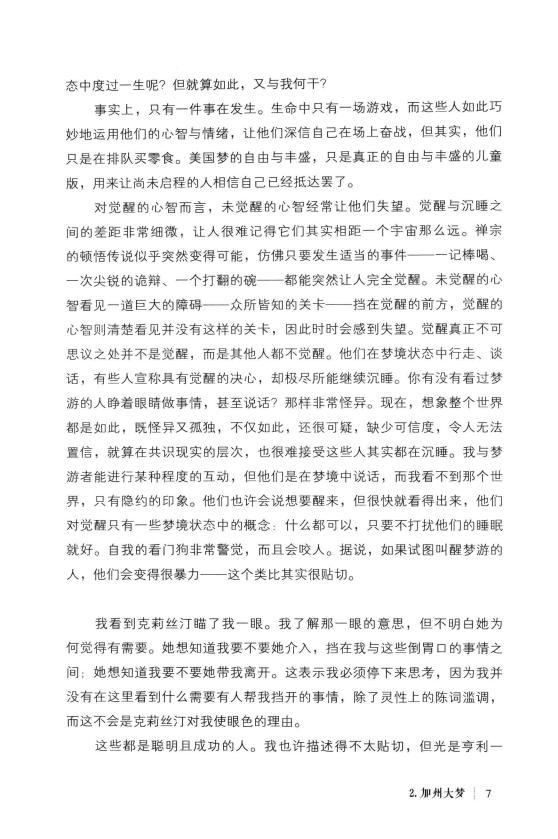 态中度过一生呢？但就算如此，又与我何干？
事实上，只有一件事在发生。生命中只有一场游戏，而这些人如此巧
妙地运用他们的心智与情绪，让他们深信自己在场上奋战，但其实，他们
只是在排队买零食。美国梦的自由与丰盛，只是真正的自由与丰盛的儿童
版，用来让尚未启程的人相信自己已经抵达罢了。
对觉醒的心智而言，未觉醒的心智经常让他们失望。觉醒与沉睡之
间的差距非常细微，让人很难记得它们其实相距一个宇宙那么远。禅宗
的顿悟传说似乎突然变得可能，仿佛只要发生适当的事件——一记棒喝、
一次尖锐的诡辩、一个打翻的碗——都能突然让人完全觉醒。未觉醒的心
智看见一道巨大的障碍——众所皆知的关卡——挡在觉醒的前方，觉醒的
心智则清楚看见并没有这样的关卡，因此时时会感到失望。觉醒真正不可
思议之处并不是觉醒，而是其他人都不觉醒。他们在梦境状态中行走、谈
话，有些人宣称具有觉醒的决心，却极尽所能继续沉睡。你有没有看过梦
游的人睁着眼睛做事情，甚至说话？那样非常怪异。现在，想象整个世界
都是如此，既怪异又孤独，不仅如此，还很可疑，缺少可信度，令人无法
置信，就算在共识现实的层次，也很难接受这些人其实都在沉睡。我与梦
游者能进行某种程度的互动，但他们是在梦境中说话，而我看不到那个世
界，只有隐约的印象。他们也许会说想要醒来，但很快就看得出来，他们
对觉醒只有一些梦境状态中的概念：什么都可以，只要不打扰他们的睡眠
就好。自我的看门狗非常警觉，而且会咬人。据说，如果试图叫醒梦游的
人，他们会变得很暴力——这个类比其实很贴切。
我看到克莉丝汀瞄了我一眼。我了解那一眼的意思，但不明白她为
何觉得有需要。她想知道我要不要她介入，挡在我与这些倒胃口的事情之
间；她想知道我要不要她带我离开。这表示我必须停下来思考，因为我并
没有在这里看到什么需要有人帮我挡开的事情，除了灵性上的陈词滥调，
而这不会是克莉丝汀对我使眼色的理由。
这些都是聪明且成功的人。我也许描述得不太贴切，但光是亨利一
2. 加州大梦 7